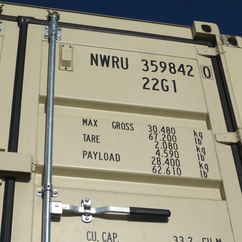 NWRU 359842 0
22G1
MAX GROSS 30.480 kg
67.200 lb
TARE 2.080 kg
4.590 lb
PAYLOAD 28.400 kg
62.610 lb
CU. CAP. 33.2 CU.M